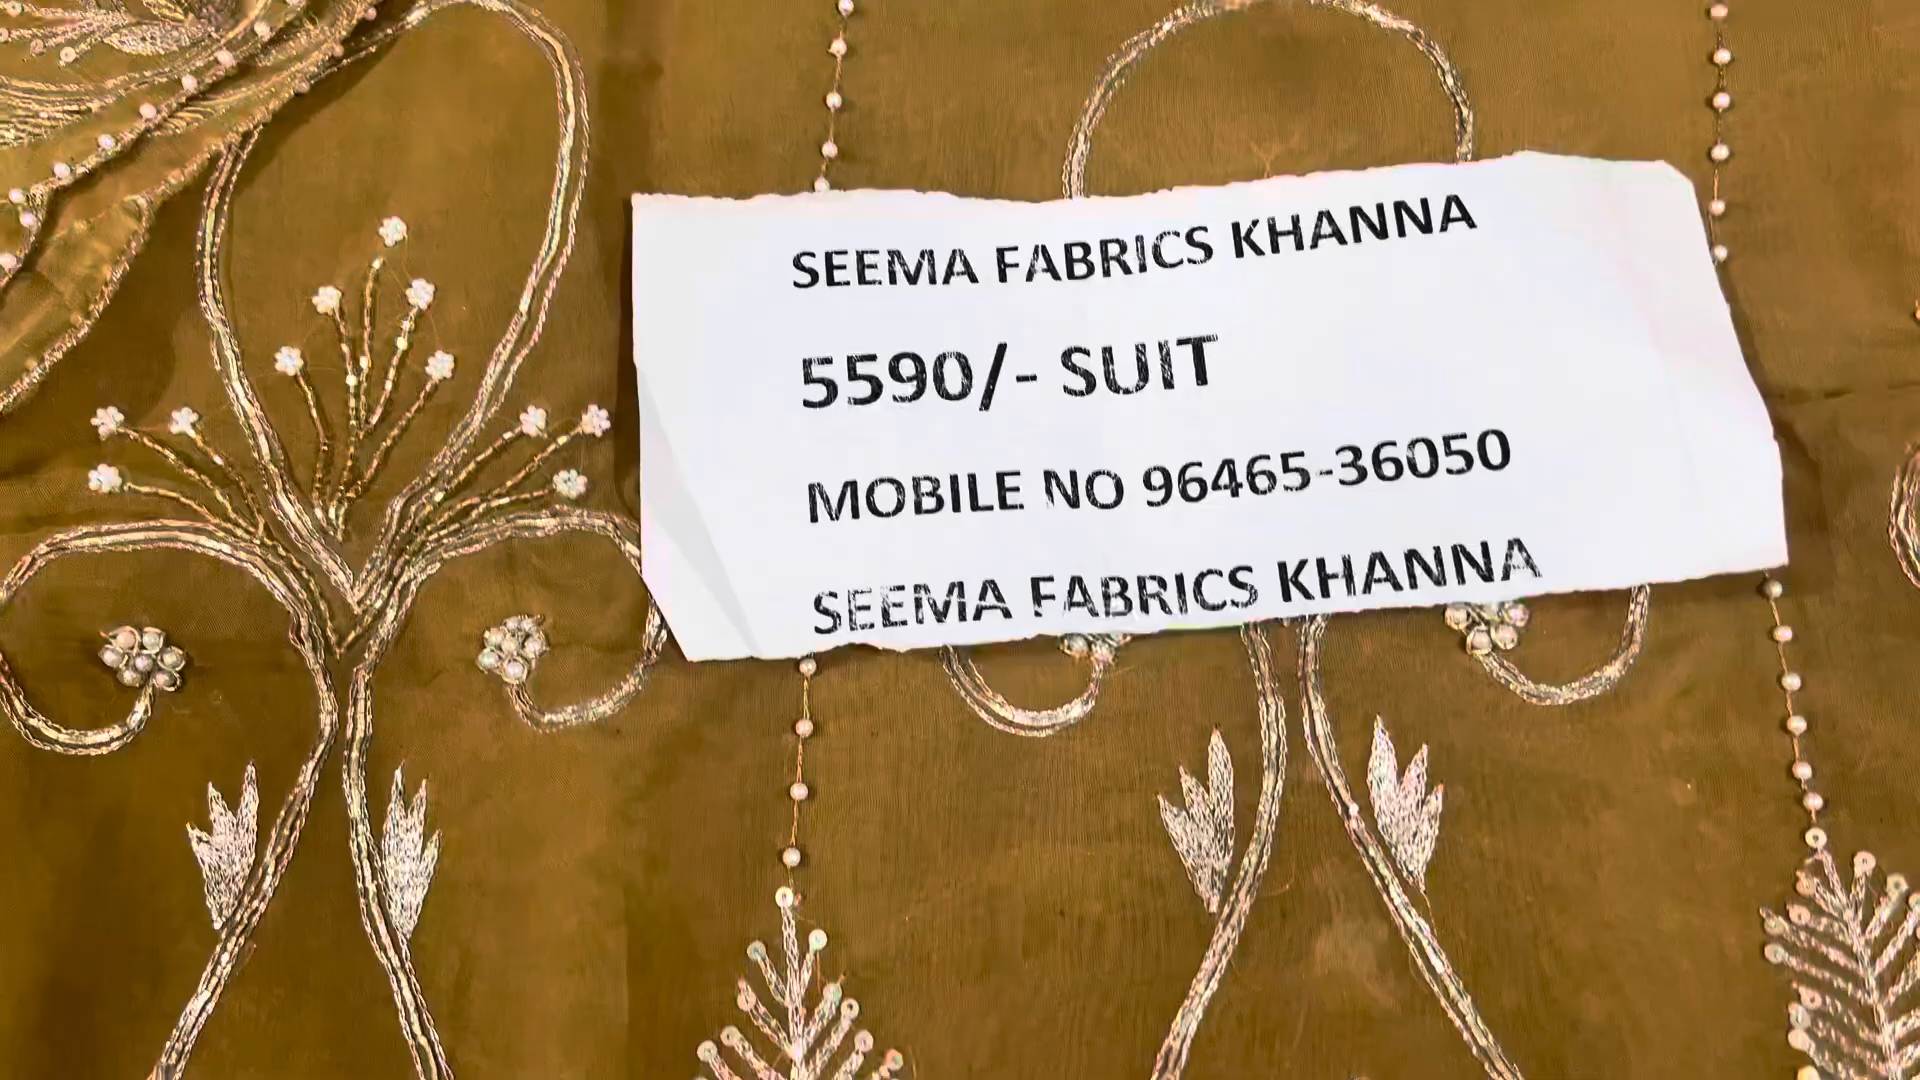 SEEMA FABRICS KHANNA
5590/- SUIT
MOBILE NO 96465-36050
SEEMA FABRICS KHANNA